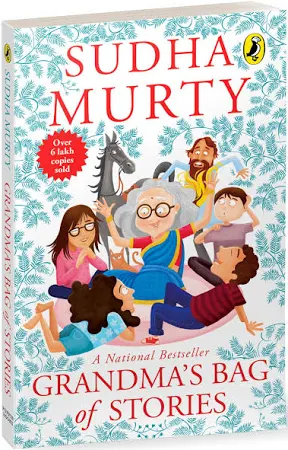 SUDHA
MURTY
Over
6 lakh
copies
sold
A National Bestseller
GRANDMA'S BAG
of STORIES
SUDHA MURTY
GRANDMA'S BAG of STORIES